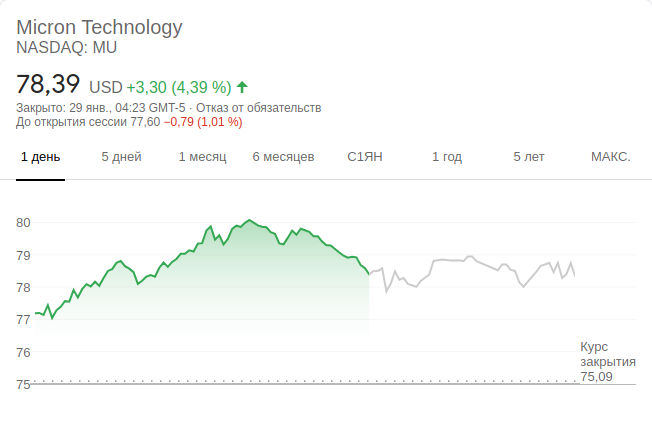 Micron Technology
NASDAQ: MU
78,39 USD +3,30 (4,39 %)
Закрыто: 29 янв., 04:23 GMT-5 · Отказ от обязательств
До открытия сессии 77,60 −0,79 (1,01 %)
1 день 5 дней 1 месяц 6 месяцев С1ЯН 1 год 5 лет МАКС.
80
79
78
77
76
Курс
закрытия
75,09
75